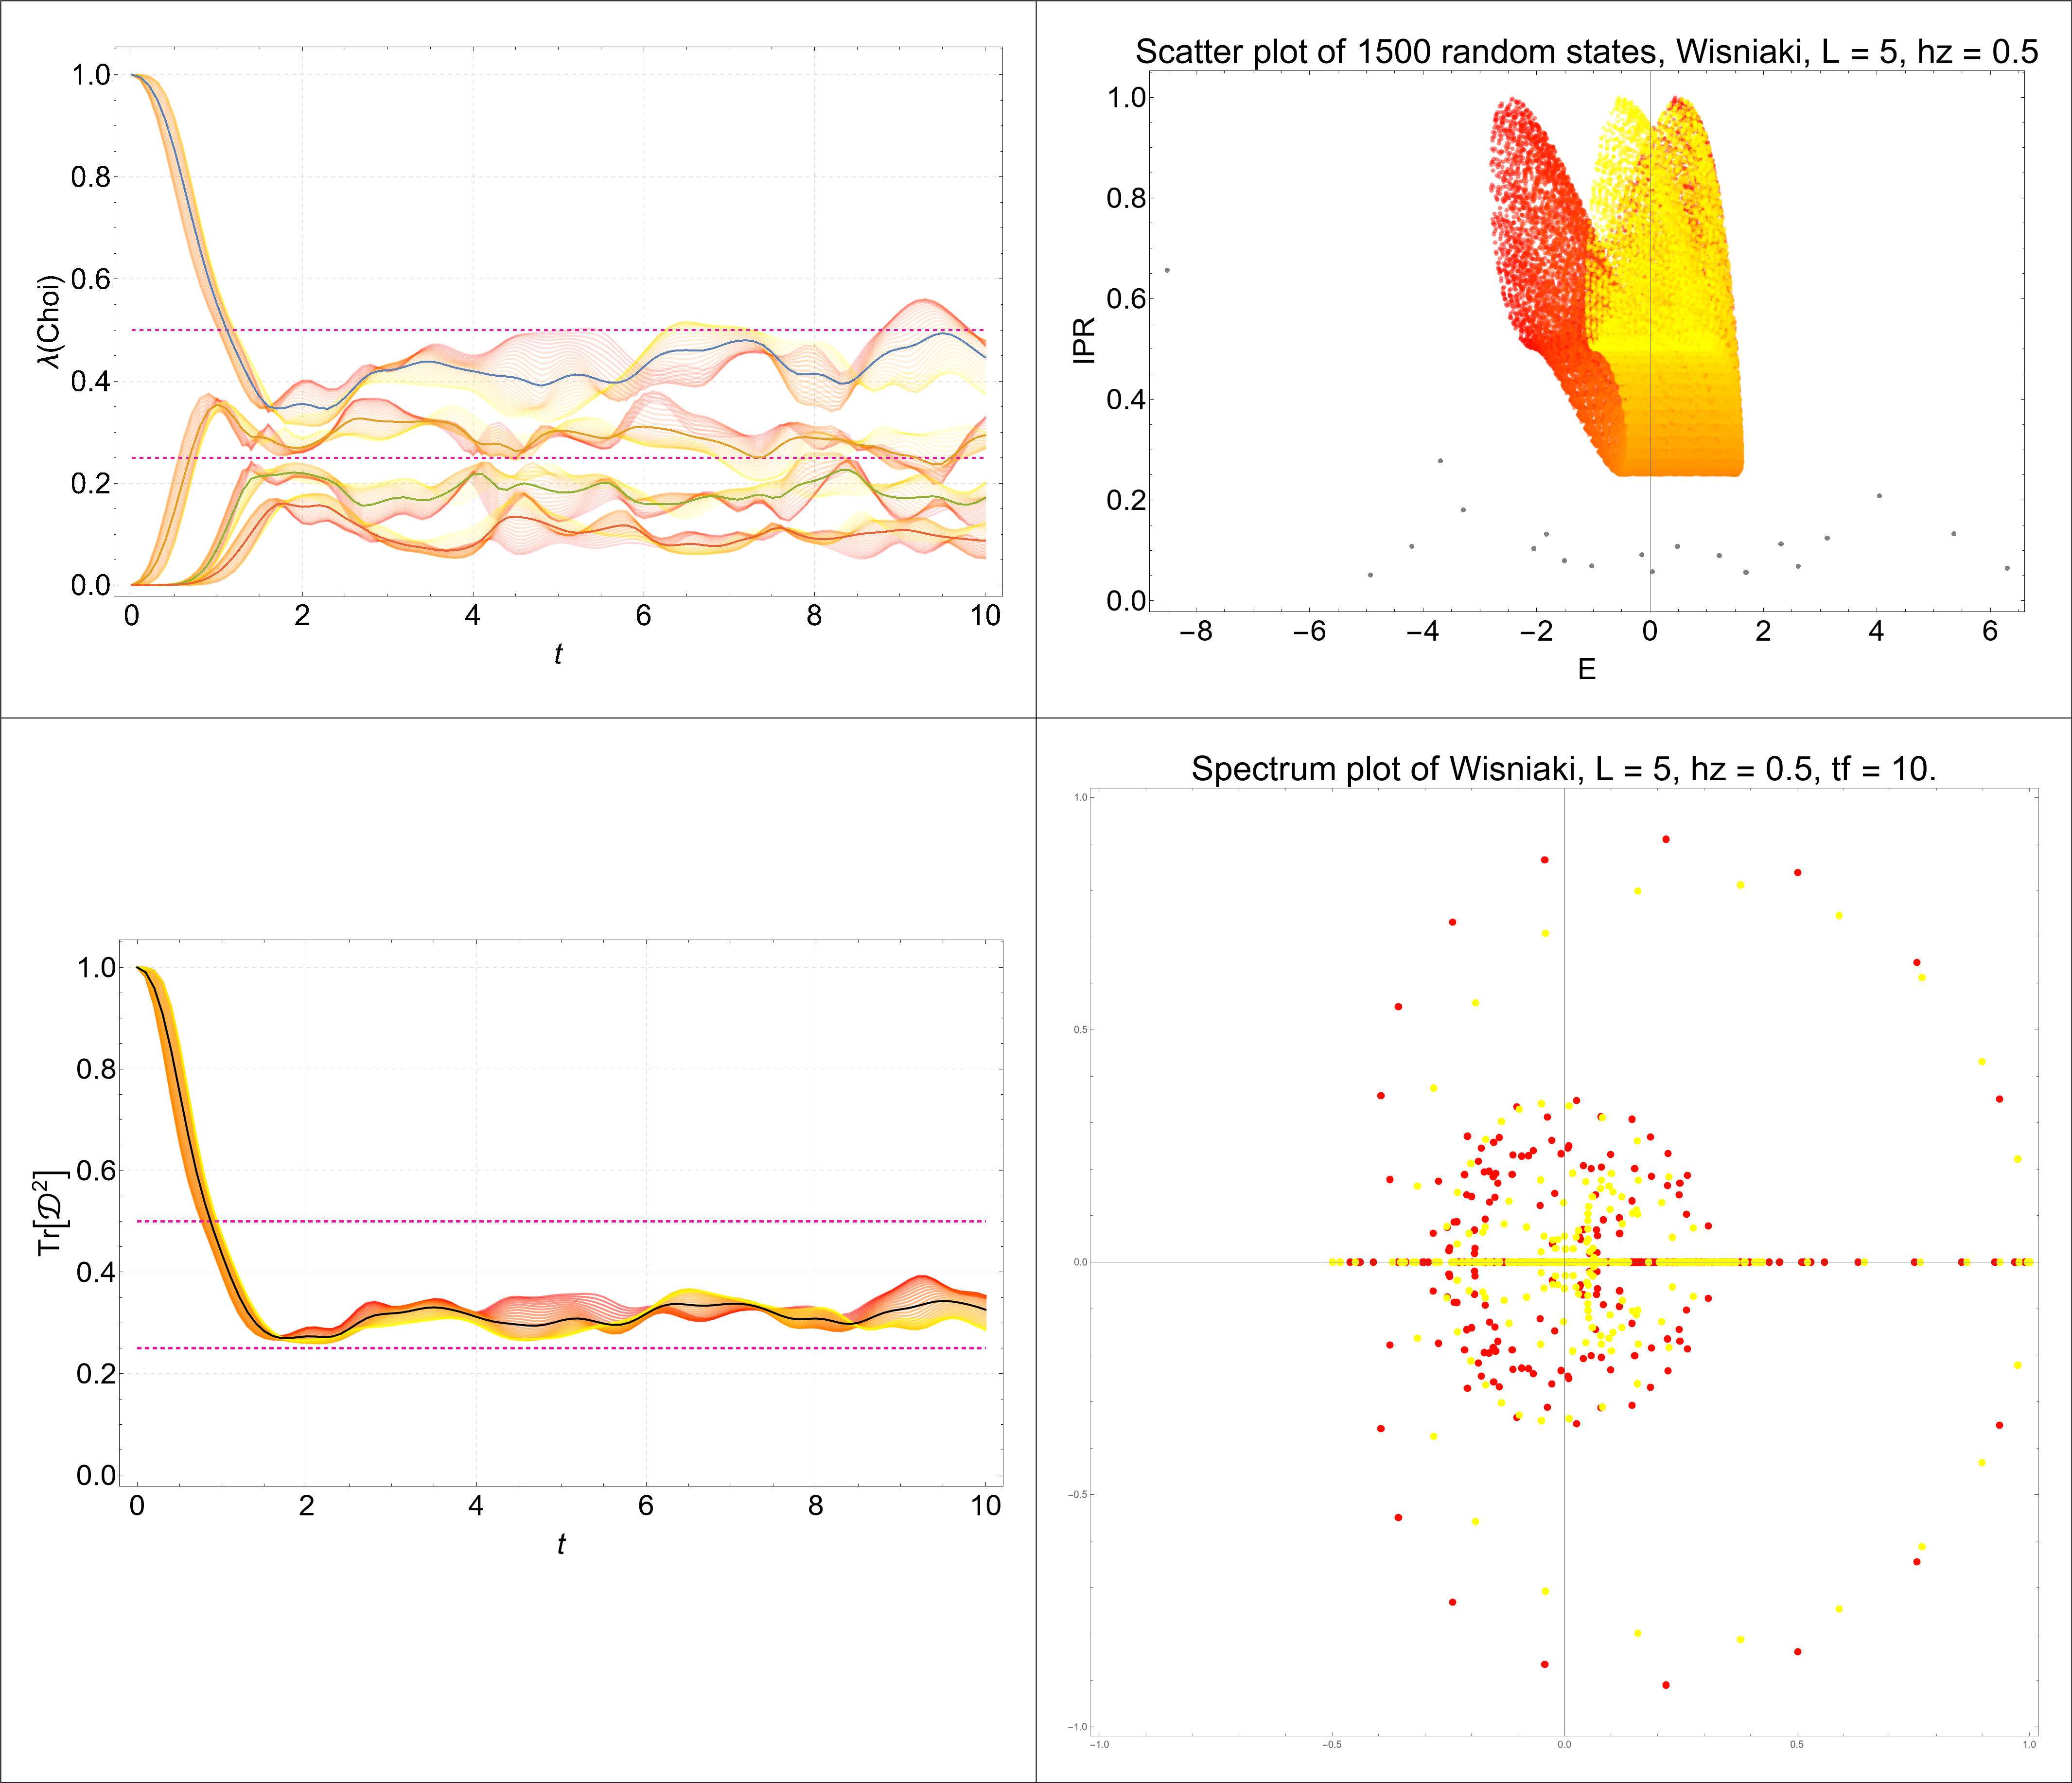 1.0
0.8
0.6
0.4
0.2
0.0
λ(Choi)
0 2 4 6 8 10
t
Scatter plot of 1500 random states, Wisniaki, L = 5, hz = 0.5
1.0
0.8
0.6
0.4
0.2
0.0
IPR
−8 −6 −4 −2 0 2 4 6
E
1.0
0.8
0.6
0.4
0.2
0.0
Tr[𝒟²]
0 2 4 6 8 10
t
Spectrum plot of Wisniaki, L = 5, hz = 0.5, tf = 10.
1.0
0.5
0.0
−0.5
−1.0
−1.0 −0.5 0.0 0.5 1.0